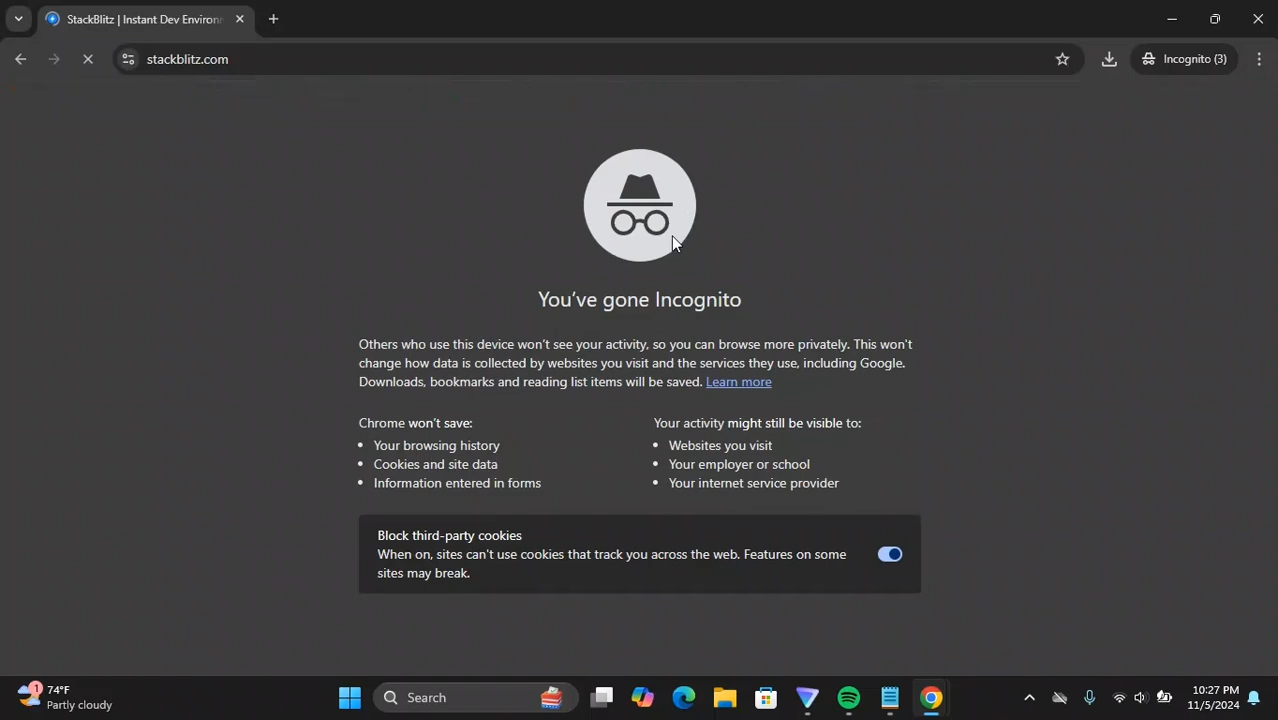 StackBlitz | Instant Dev Environ
stackblitz.com
Incognito (3)
You've gone Incognito
Others who use this device won't see your activity, so you can browse more privately. This won't
change how data is collected by websites you visit and the services they use, including Google.
Downloads, bookmarks and reading list items will be saved. Learn more
Chrome won't save:
• Your browsing history
• Cookies and site data
• Information entered in forms
Your activity might still be visible to:
• Websites you visit
• Your employer or school
• Your internet service provider
Block third-party cookies
When on, sites can't use cookies that track you across the web. Features on some
sites may break.
1
74°F
Partly cloudy
Search
10:27 PM
11/5/2024